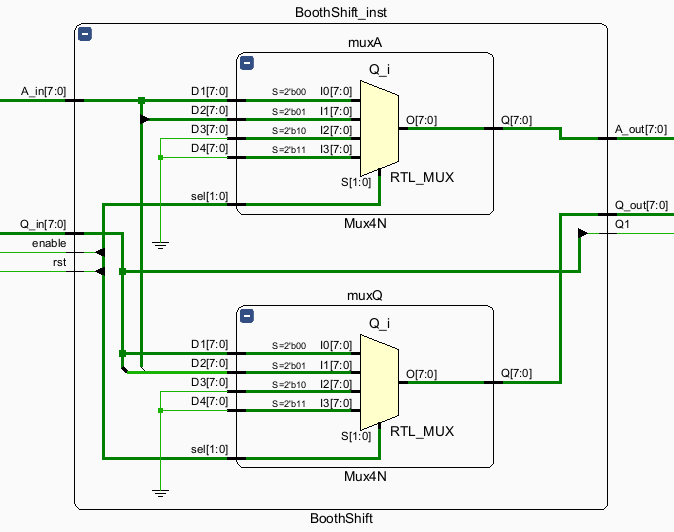 BoothShift_inst
muxA
Q_i
A_in[7:0]
D1[7:0]
S=2'b00
I0[7:0]
D2[7:0]
S=2'b01
I1[7:0]
O[7:0]
Q[7:0]
D3[7:0]
S=2'b10
I2[7:0]
A_out[7:0]
D4[7:0]
S=2'b11
I3[7:0]
S[1:0]
RTL_MUX
sel[1:0]
Mux4N
Q_out[7:0]
Q_in[7:0]
Q1
enable
rst
muxQ
Q_i
D1[7:0]
S=2'b00
I0[7:0]
D2[7:0]
S=2'b01
I1[7:0]
O[7:0]
Q[7:0]
D3[7:0]
S=2'b10
I2[7:0]
D4[7:0]
S=2'b11
I3[7:0]
S[1:0]
RTL_MUX
sel[1:0]
Mux4N
BoothShift